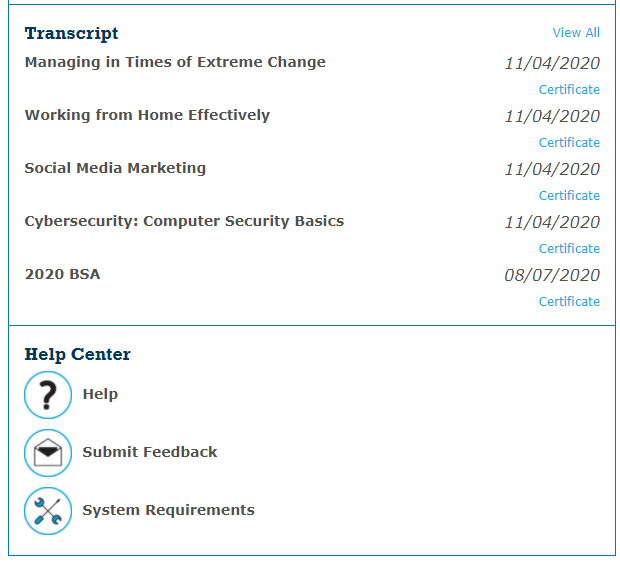 Transcript View All
Managing in Times of Extreme Change 11/04/2020
Certificate
Working from Home Effectively 11/04/2020
Certificate
Social Media Marketing 11/04/2020
Certificate
Cybersecurity: Computer Security Basics 11/04/2020
Certificate
2020 BSA 08/07/2020
Certificate
Help Center
?
Help
Submit Feedback
System Requirements